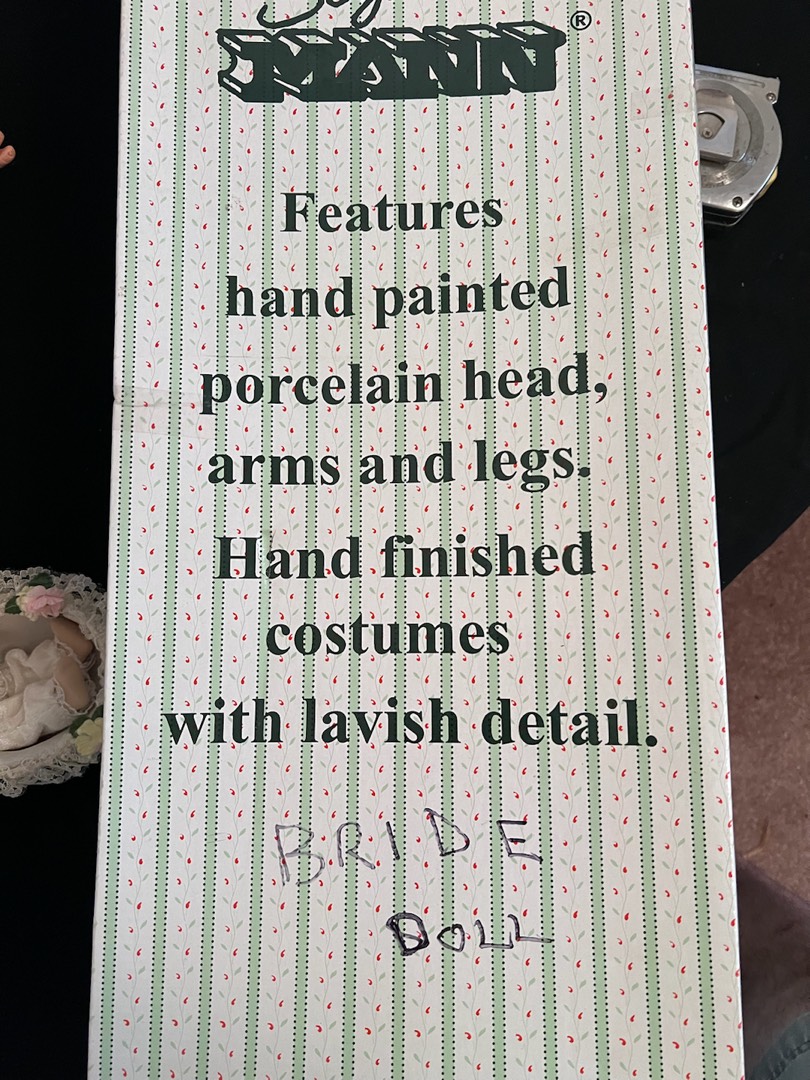 MANN®
Features
hand painted
porcelain head,
arms and legs.
Hand finished
costumes
with lavish detail.
BRIDE
DOLL